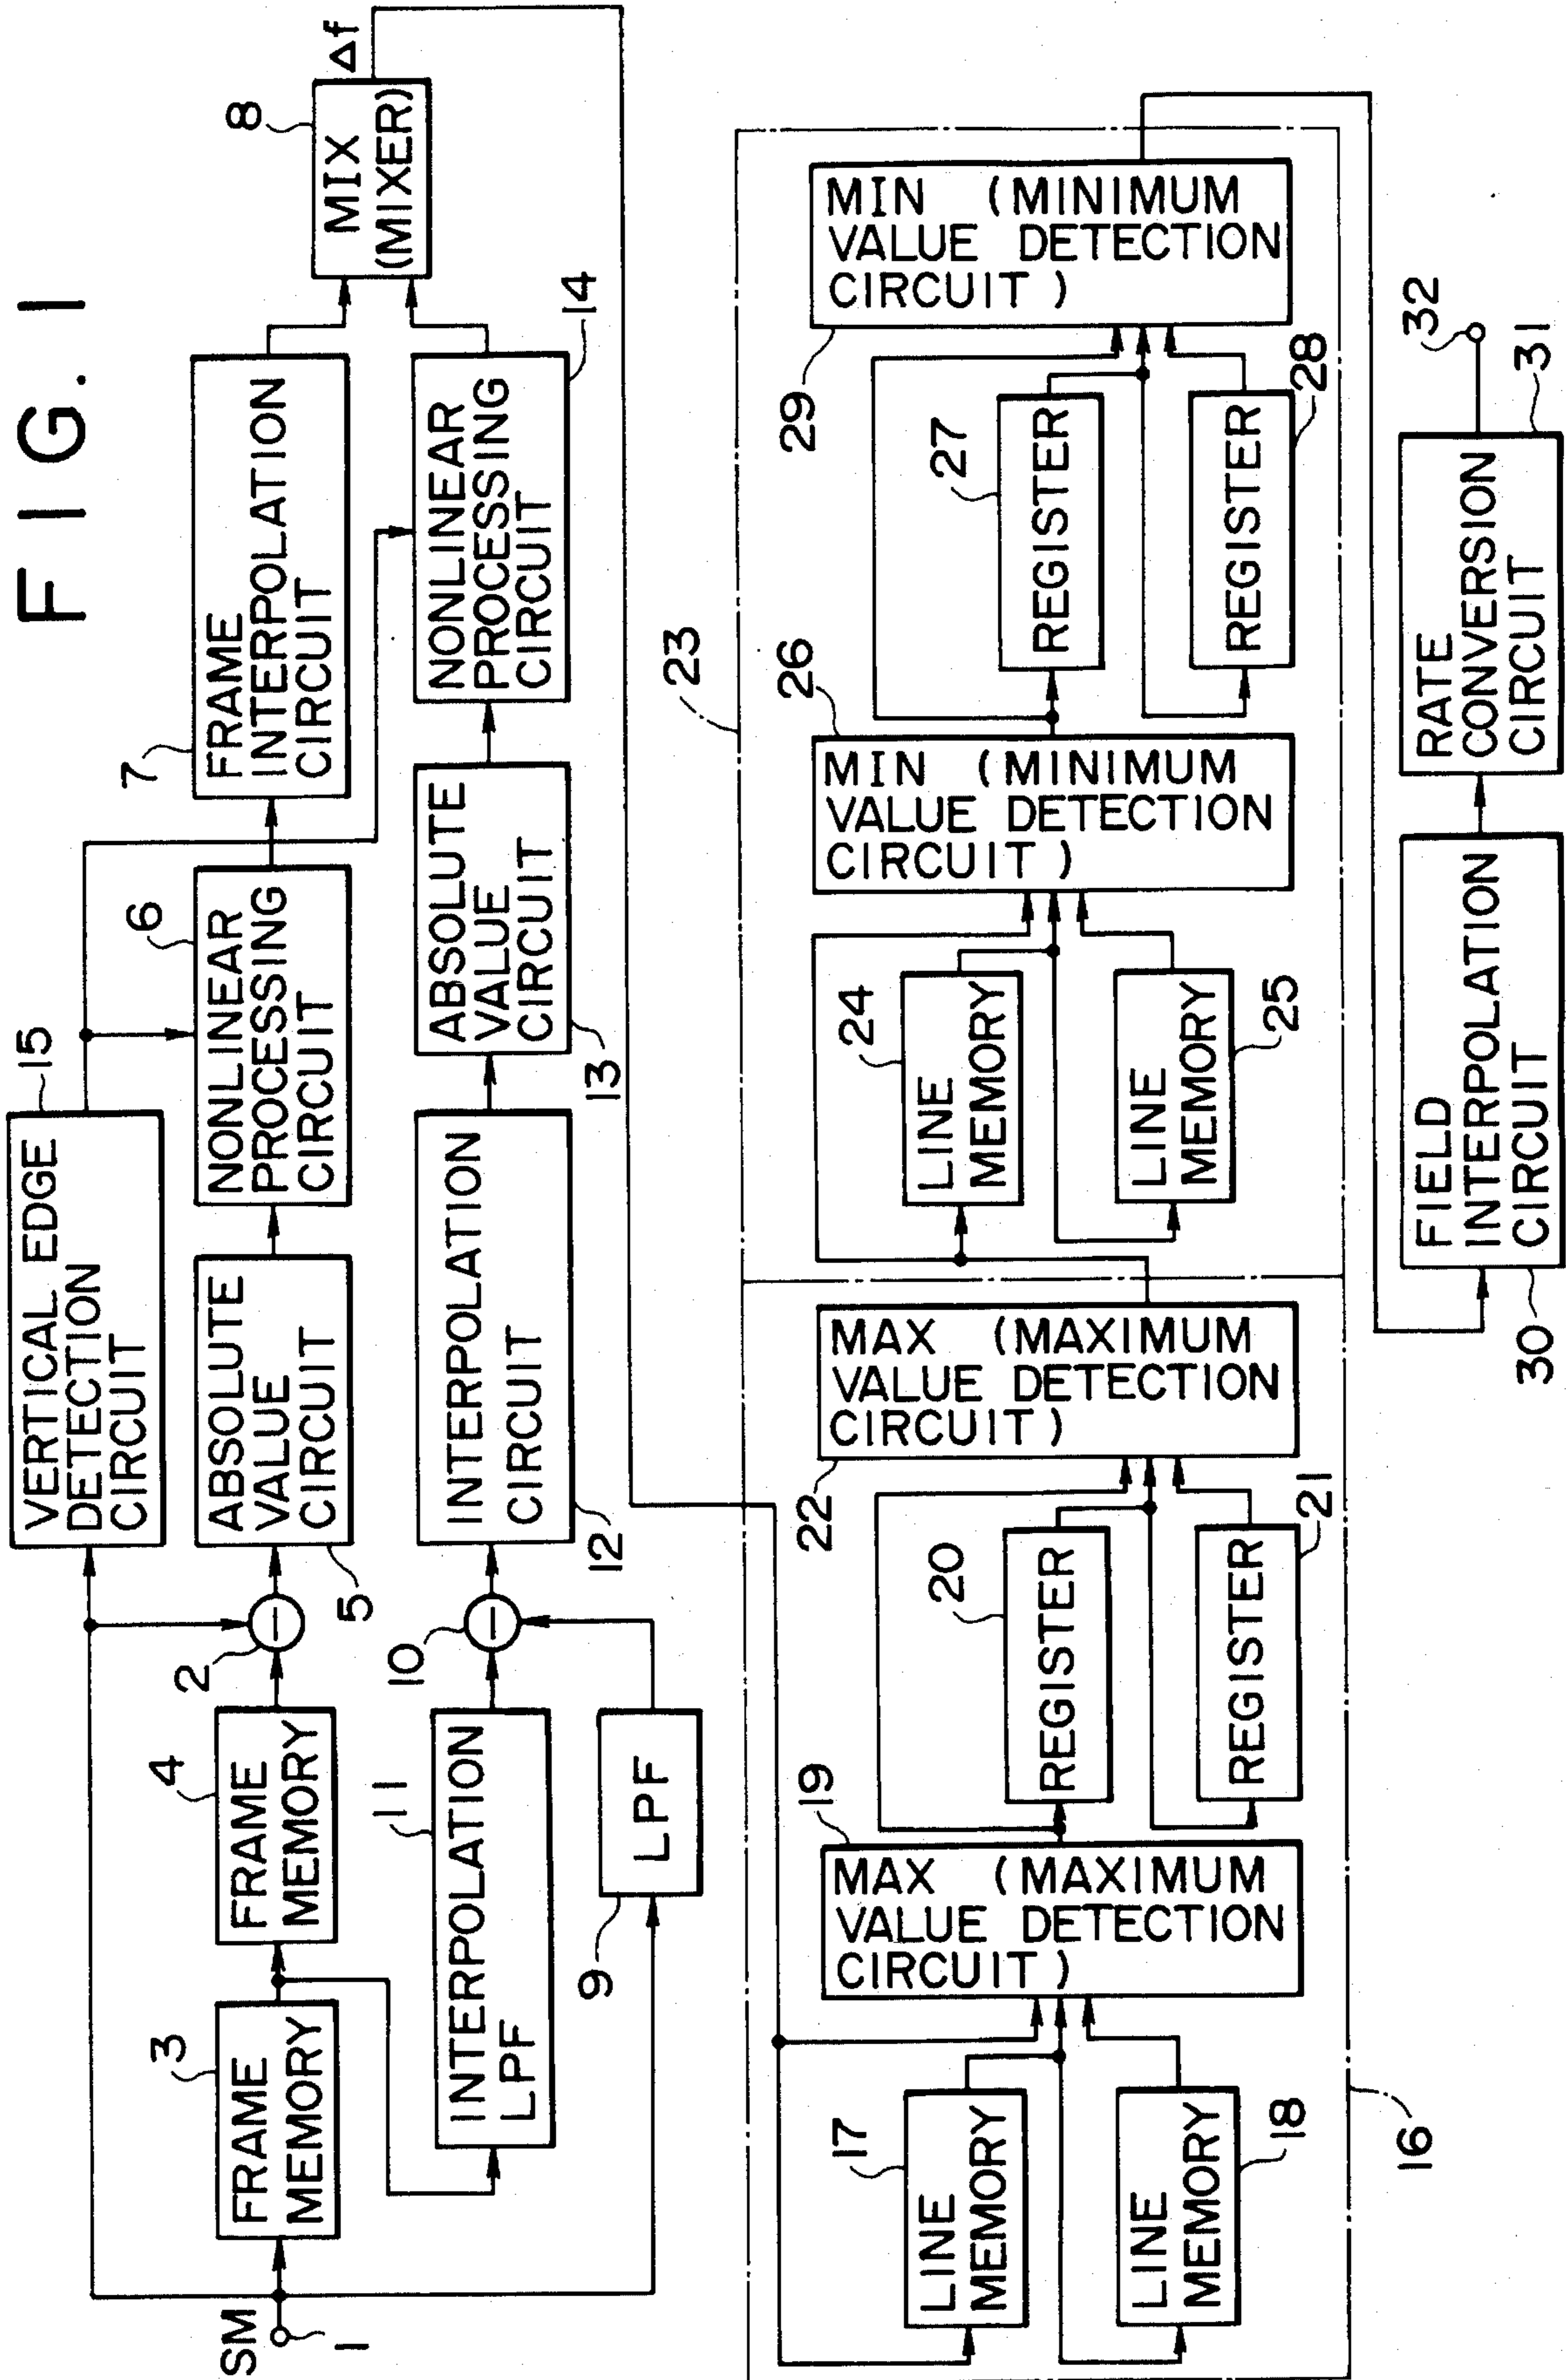 FIG. 1
SM
1
FRAME
MEMORY
3
FRAME
MEMORY
4
2
VERTICAL EDGE
DETECTION
CIRCUIT
15
ABSOLUTE
VALUE
CIRCUIT
5
NONLINEAR
PROCESSING
CIRCUIT
6
FRAME
INTERPOLATION
CIRCUIT
7
MIX
(MIXER)
8
Δf
INTERPOLATION
LPF
11
LPF
9
10
INTERPOLATION
CIRCUIT
12
ABSOLUTE
VALUE
CIRCUIT
13
NONLINEAR
PROCESSING
CIRCUIT
14
16
LINE
MEMORY
17
LINE
MEMORY
18
MAX (MAXIMUM
VALUE DETECTION
CIRCUIT)
19
REGISTER
20
REGISTER
21
MAX (MAXIMUM
VALUE DETECTION
CIRCUIT)
22
23
LINE
MEMORY
24
LINE
MEMORY
25
MIN (MINIMUM
VALUE DETECTION
CIRCUIT)
26
REGISTER
27
REGISTER
28
MIN (MINIMUM
VALUE DETECTION
CIRCUIT)
29
FIELD
INTERPOLATION
CIRCUIT
30
RATE
CONVERSION
CIRCUIT
31
32